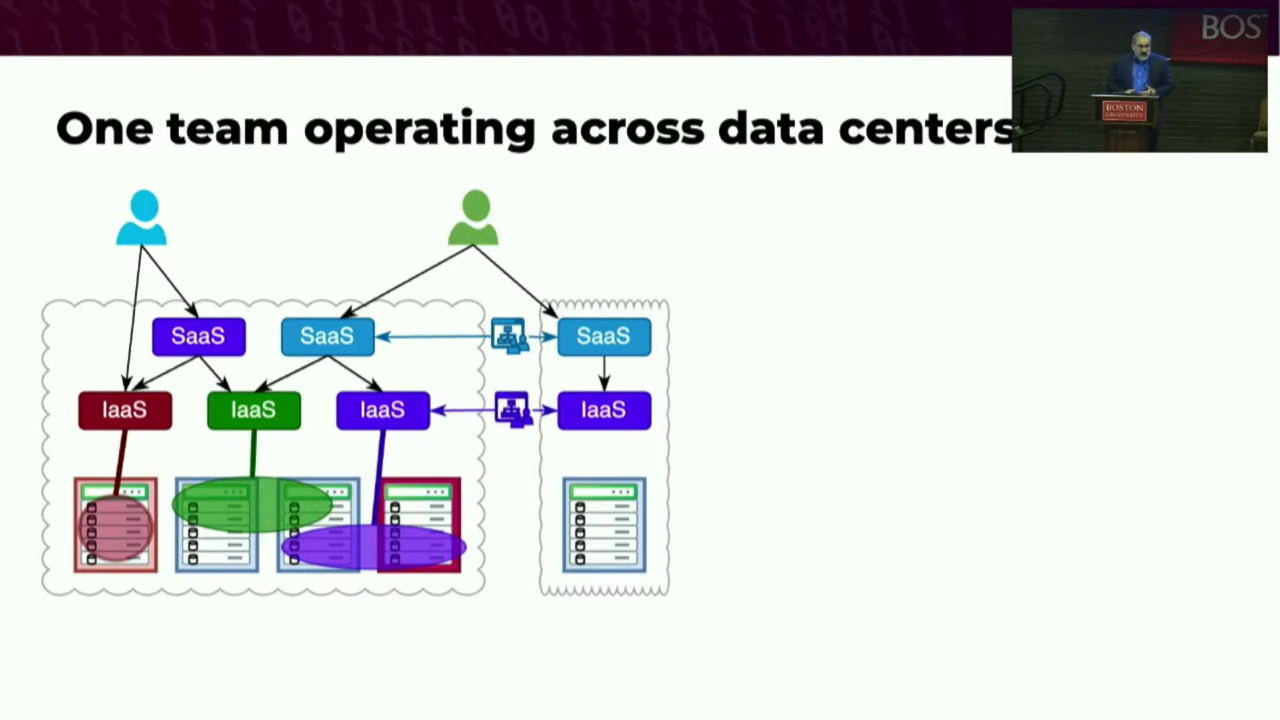 BOS
BOSTON
UNIVERSITY
One team operating across data centers
SaaS
SaaS
SaaS
IaaS
IaaS
IaaS
IaaS